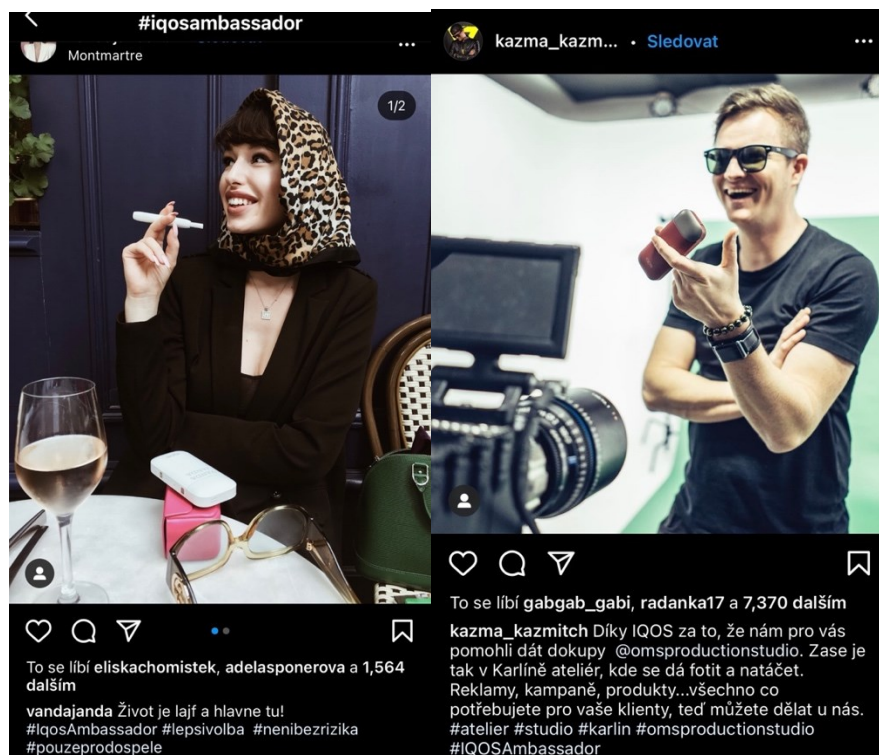 #iqosambassador
Montmartre
1/2
To se líbí eliskachomistek, adelasponerova a 1,564
dalším
vandajanda Život je lajf a hlavne tu!
#IqosAmbassador #lepsivolba #nenibezrizika
#pouzeprodospele
kazma_kazm... • Sledovat
To se líbí gabgab_gabi, radanka17 a 7,370 dalším
kazma_kazmitch Díky IQOS za to, že nám pro vás
pomohli dát dokupy @omsproductionstudio. Zase je
tak v Karlíně ateliér, kde se dá fotit a natáčet.
Reklamy, kampaně, produkty...všechno co
potřebujete pro vaše klienty, teď můžete dělat u nás.
#atelier #studio #karlin #omsproductionstudio
#IQOSAmbassador